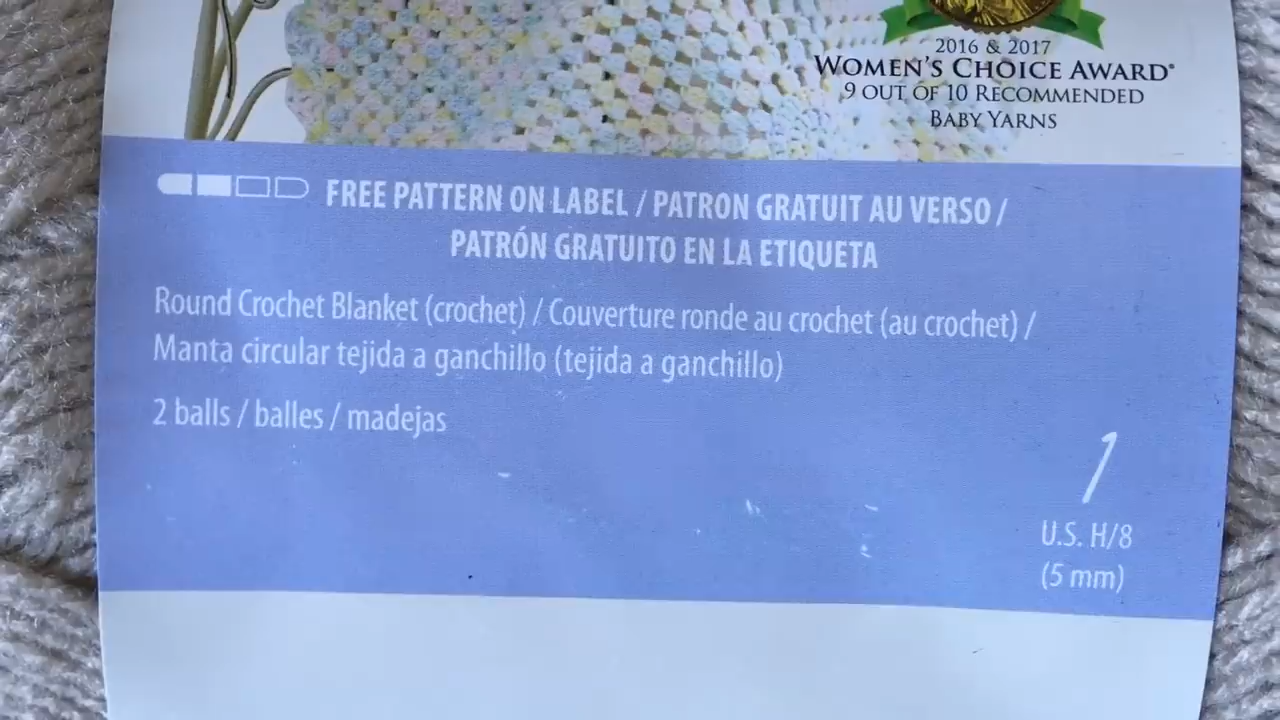 2016 & 2017
WOMEN'S CHOICE AWARD®
9 OUT OF 10 RECOMMENDED
BABY YARNS
FREE PATTERN ON LABEL / PATRON GRATUIT AU VERSO /
PATRÓN GRATUITO EN LA ETIQUETA
Round Crochet Blanket (crochet) / Couverture ronde au crochet (au crochet) /
Manta circular tejida a ganchillo (tejida a ganchillo)
2 balls / balles / madejas
U.S. H/8
(5 mm)